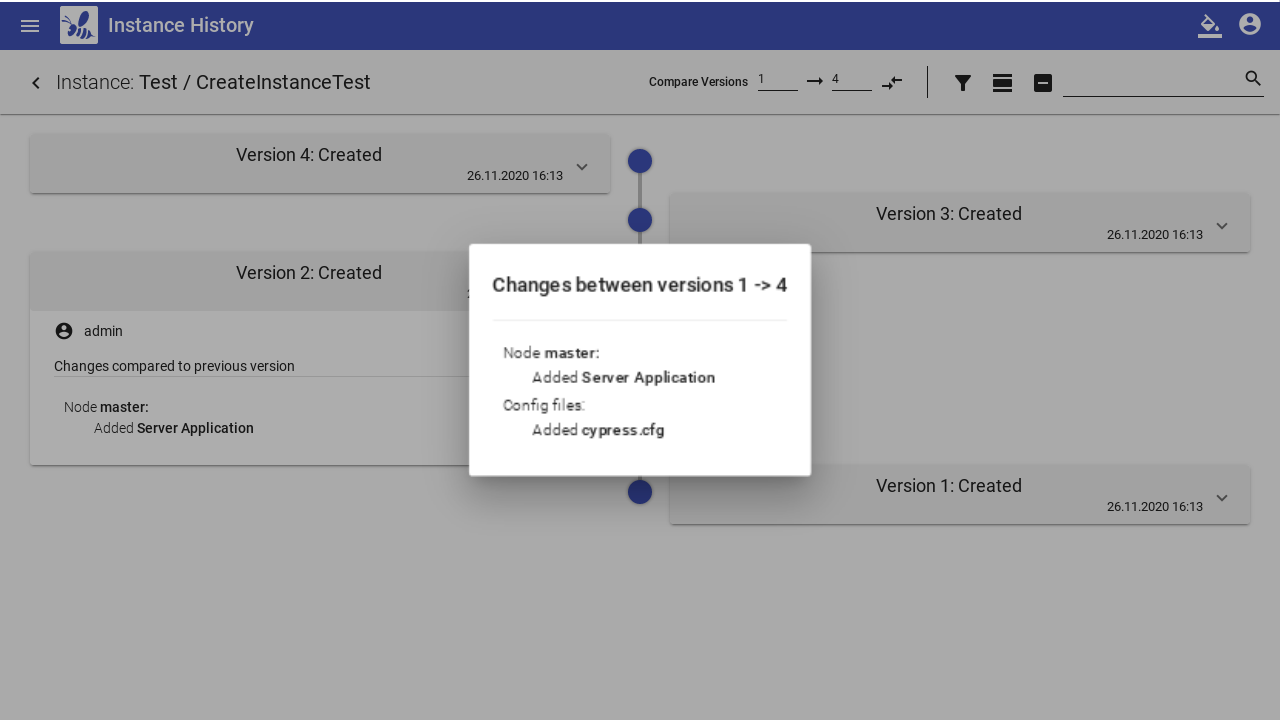 Instance History
Instance: Test / CreateInstanceTest
Compare Versions 1 4
Version 4: Created
26.11.2020 16:13
Version 3: Created
26.11.2020 16:13
Version 2: Created
admin
Changes compared to previous version
Node master:
Added Server Application
Changes between versions 1 -> 4
Node master:
Added Server Application
Config files:
Added cypress.cfg
Version 1: Created
26.11.2020 16:13